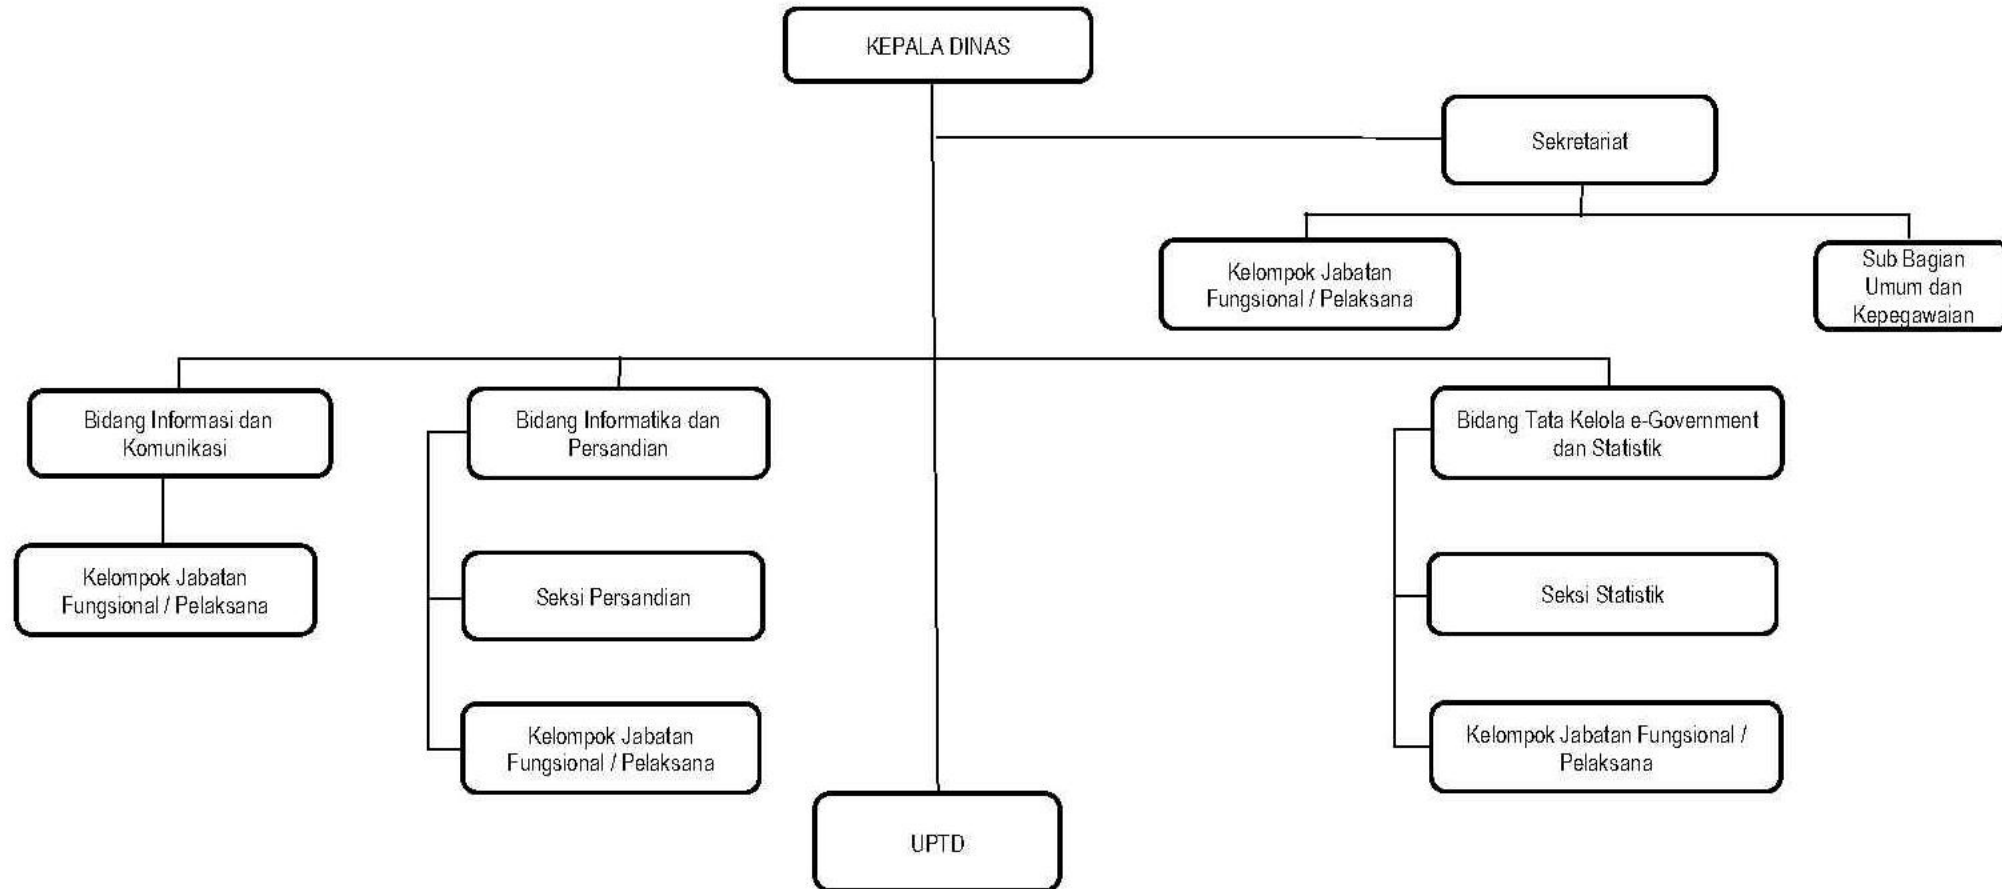 KEPALA DINAS
Sekretariat
Kelompok Jabatan
Fungsional / Pelaksana
Sub Bagian
Umum dan
Kepegawaian
Bidang Informasi dan
Komunikasi
Bidang Informatika dan
Persandian
Bidang Tata Kelola e-Government
dan Statistik
Kelompok Jabatan
Fungsional / Pelaksana
Seksi Persandian
Seksi Statistik
Kelompok Jabatan
Fungsional / Pelaksana
Kelompok Jabatan Fungsional /
Pelaksana
UPTD